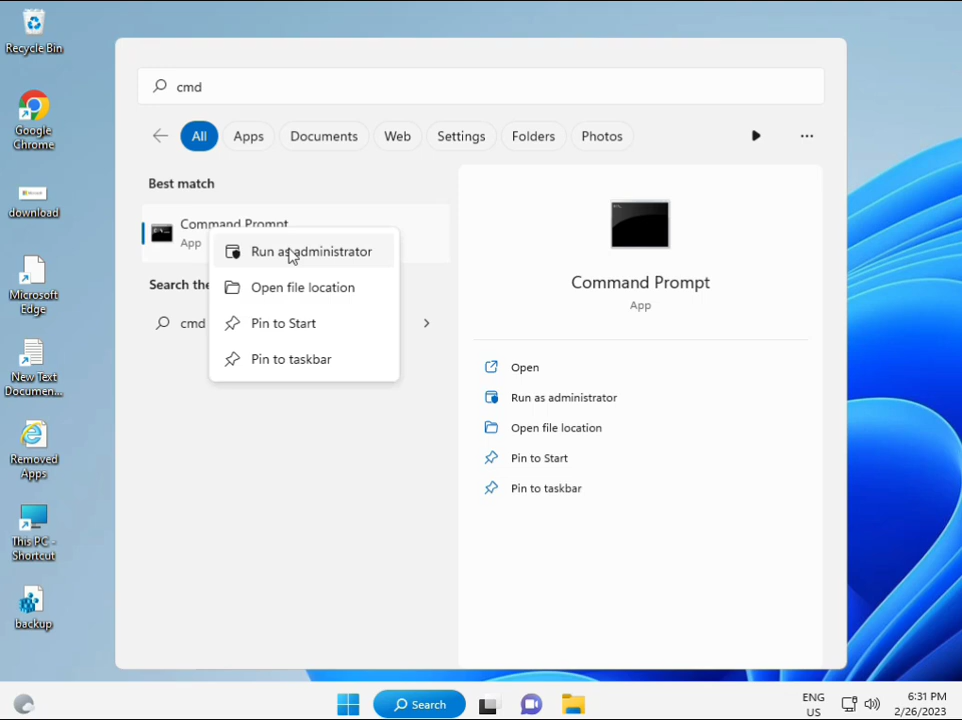 Recycle Bin
Google
Chrome
Microsoft
download
Microsoft
Edge
New Text
Documen...
Removed
Apps
This PC -
Shortcut
backup
cmd
All
Apps
Documents
Web
Settings
Folders
Photos
Best match
Command Prompt
App
Search the
cmd
Run as administrator
Open file location
Pin to Start
Pin to taskbar
Command Prompt
App
Open
Run as administrator
Open file location
Pin to Start
Pin to taskbar
Search
ENG
US
6:31 PM
2/26/2023